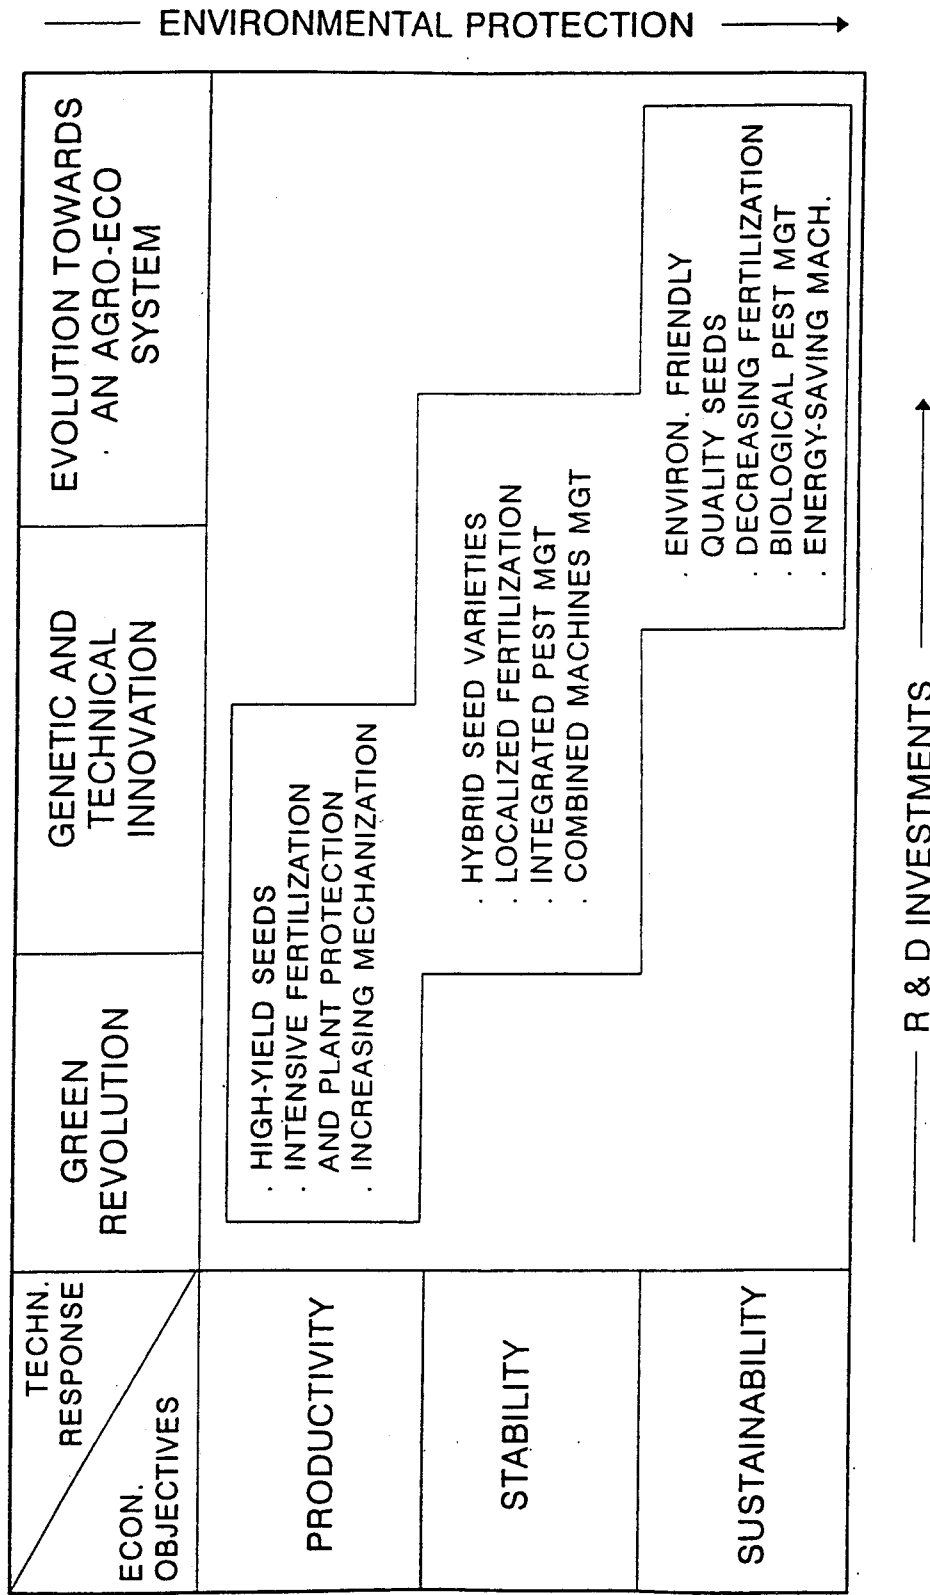 TECHN.
RESPONSE
ECON.
OBJECTIVES
GREEN
REVOLUTION
GENETIC AND
TECHNICAL
INNOVATION
EVOLUTION TOWARDS
AN AGRO-ECO
SYSTEM
ENVIRONMENTAL PROTECTION
PRODUCTIVITY
. HIGH-YIELD SEEDS
. INTENSIVE FERTILIZATION
AND PLANT PROTECTION
. INCREASING MECHANIZATION
STABILITY
. HYBRID SEED VARIETIES
. LOCALIZED FERTILIZATION
. INTEGRATED PEST MGT
. COMBINED MACHINES MGT
SUSTAINABILITY
. ENVIRON. FRIENDLY
QUALITY SEEDS
. DECREASING FERTILIZATION
. BIOLOGICAL PEST MGT
. ENERGY-SAVING MACH.
R & D INVESTMENTS